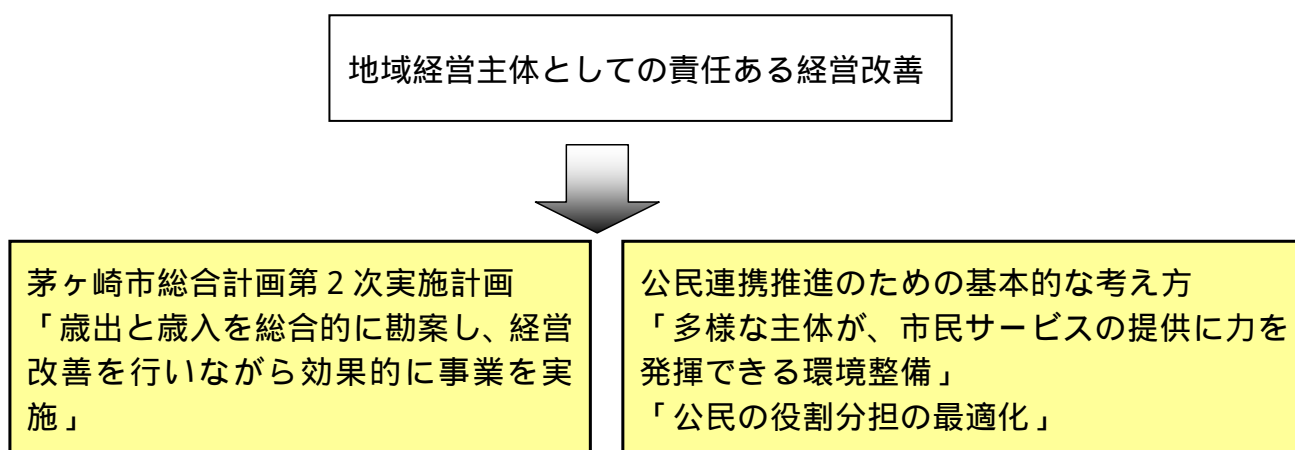 地域経営主体としての責任ある経営改善
茅ヶ崎市総合計画第２次実施計画
「歳出と歳入を総合的に勘案し、経営
改善を行いながら効果的に事業を実
施」
公民連携推進のための基本的な考え方
「多様な主体が、市民サービスの提供に力を
発揮できる環境整備」
「公民の役割分担の最適化」